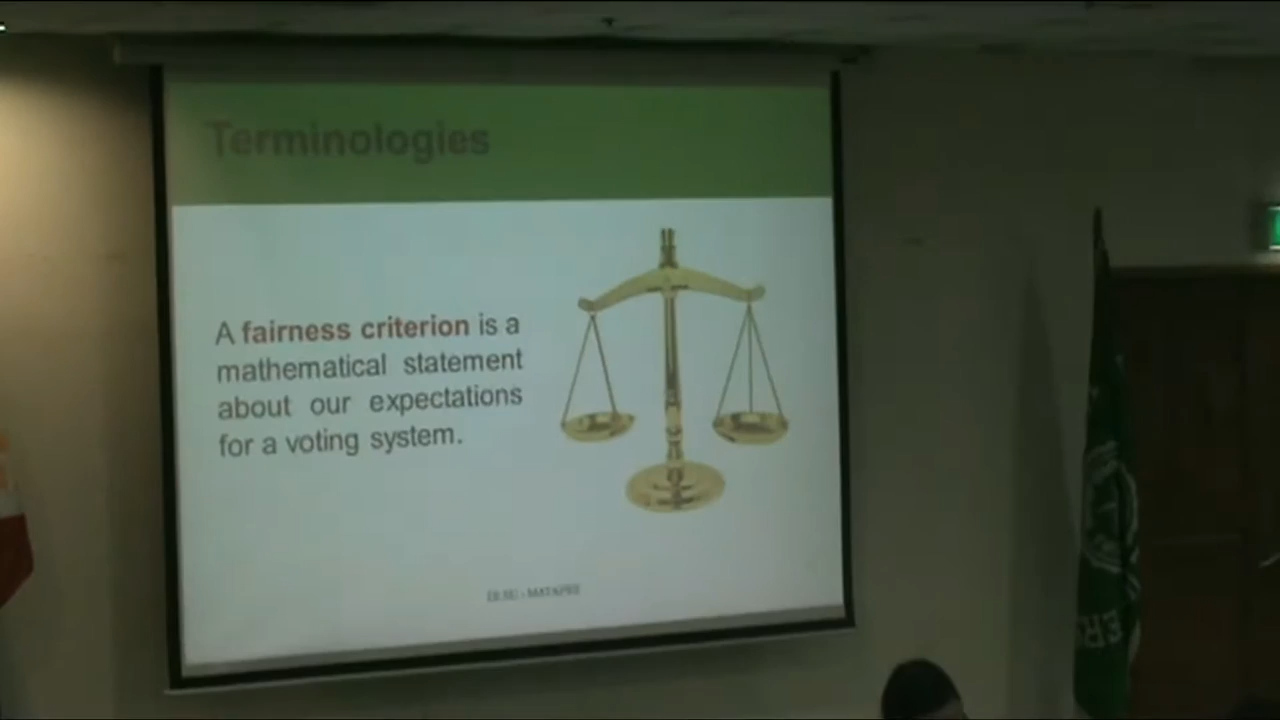 Terminologies
A fairness criterion is a
mathematical statement
about our expectations
for a voting system.